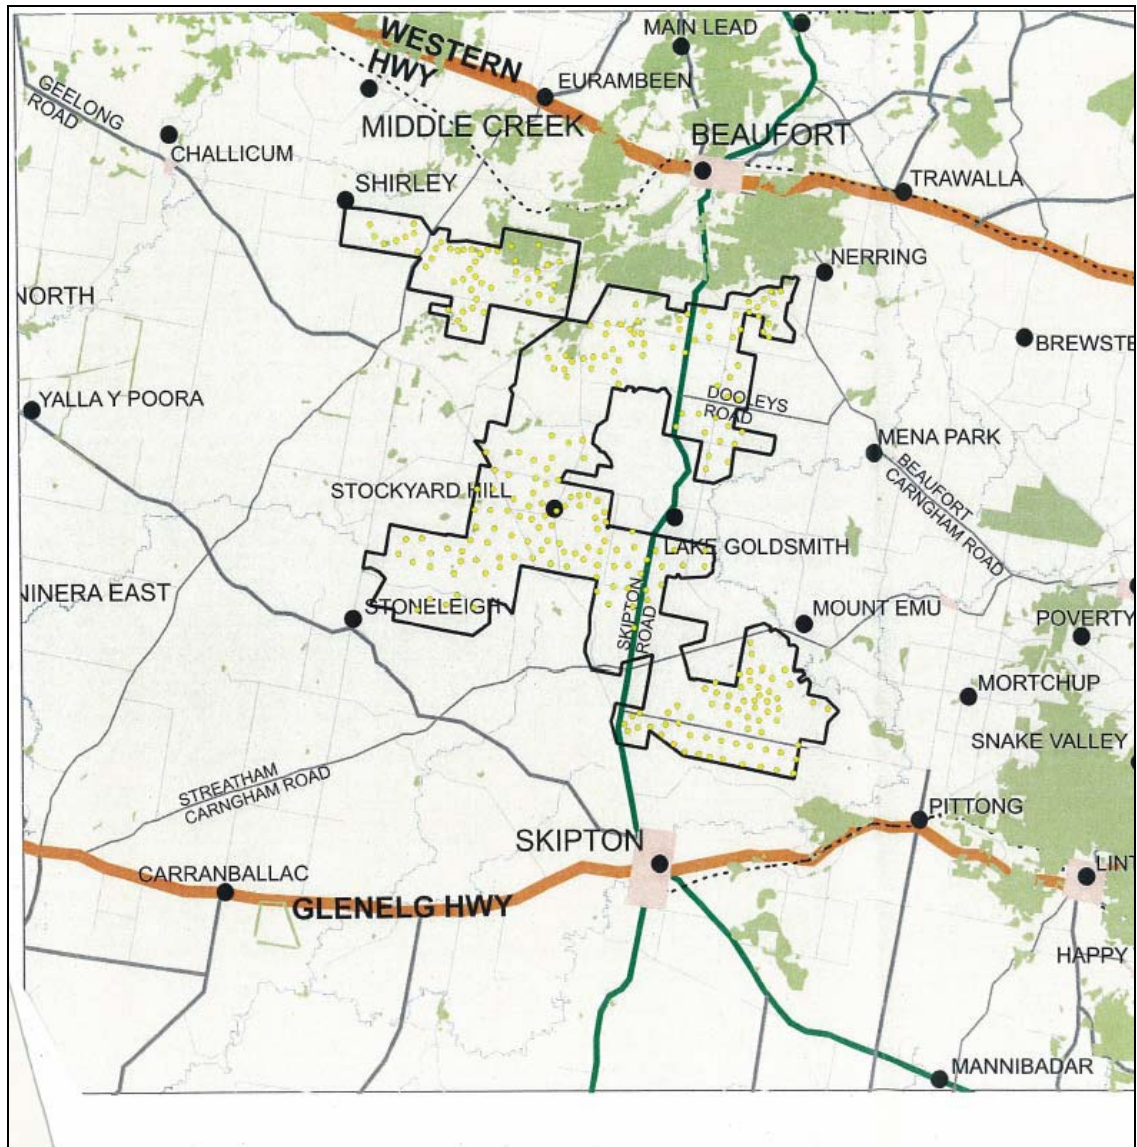 MAIN LEAD
WESTERN
HWY
EURAMBEEN
GEELONG
ROAD
MIDDLE CREEK
BEAUFORT
CHALLICUM
SHIRLEY
TRAWALLA
NERRING
NORTH
BREWSTE
YALLA Y POORA
DOOLEYS
ROAD
MENA PARK
BEAUFORT
CARNGHAM ROAD
STOCKYARD HILL
LAKE GOLDSMITH
NINERA EAST
STONELEIGH
SKIPTON
ROAD
MOUNT EMU
POVERTY
MORTCHUP
SNAKE VALLEY
STREATHAM
CARNGHAM ROAD
PITTONG
SKIPTON
CARRANBALLAC
LINT
GLENELG HWY
HAPPY
MANNIBADAR